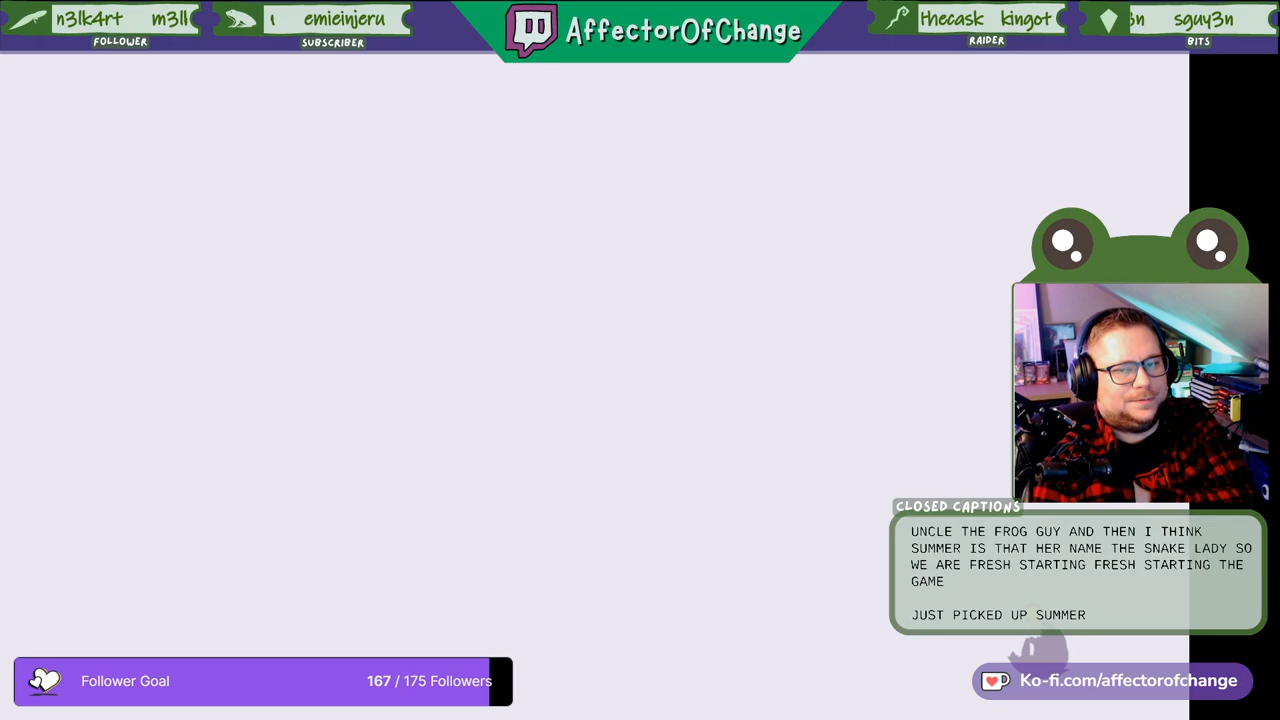 n3lk4rt m3ll
FOLLOWER
emieinjeru
SUBSCRIBER
AffectorOfChange
thecask kingot
RAIDER
sguy3n
BITS
CLOSED CAPTIONS
UNCLE THE FROG GUY AND THEN I THINK
SUMMER IS THAT HER NAME THE SNAKE LADY SO
WE ARE FRESH STARTING FRESH STARTING THE
GAME
JUST PICKED UP SUMMER
Follower Goal 167 / 175 Followers
Ko-fi.com/affectorofchange